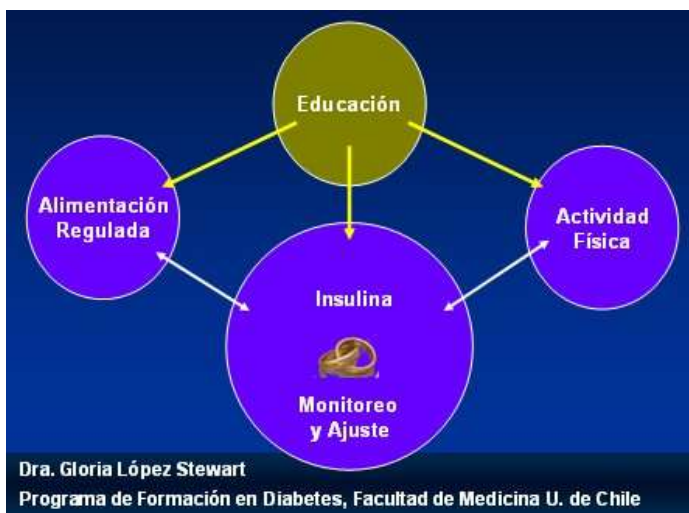 Educación
Alimentación
Regulada
Actividad
Física
Insulina
Monitoreo
y Ajuste
Dra. Gloria López Stewart
Programa de Formación en Diabetes, Facultad de Medicina U. de Chile